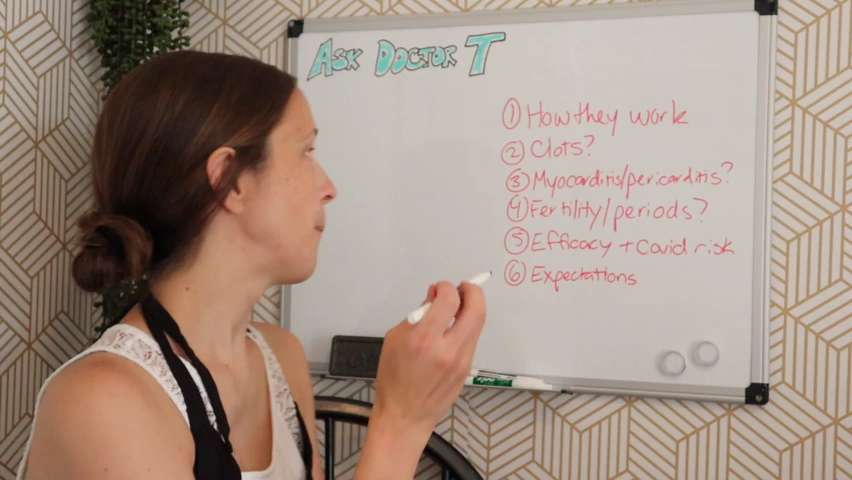 ASK DOCTOR T
① How they work
② Clots?
③ Myocarditis/pericarditis?
④ Fertility/periods?
⑤ Efficacy + Covid risk
⑥ Expectations